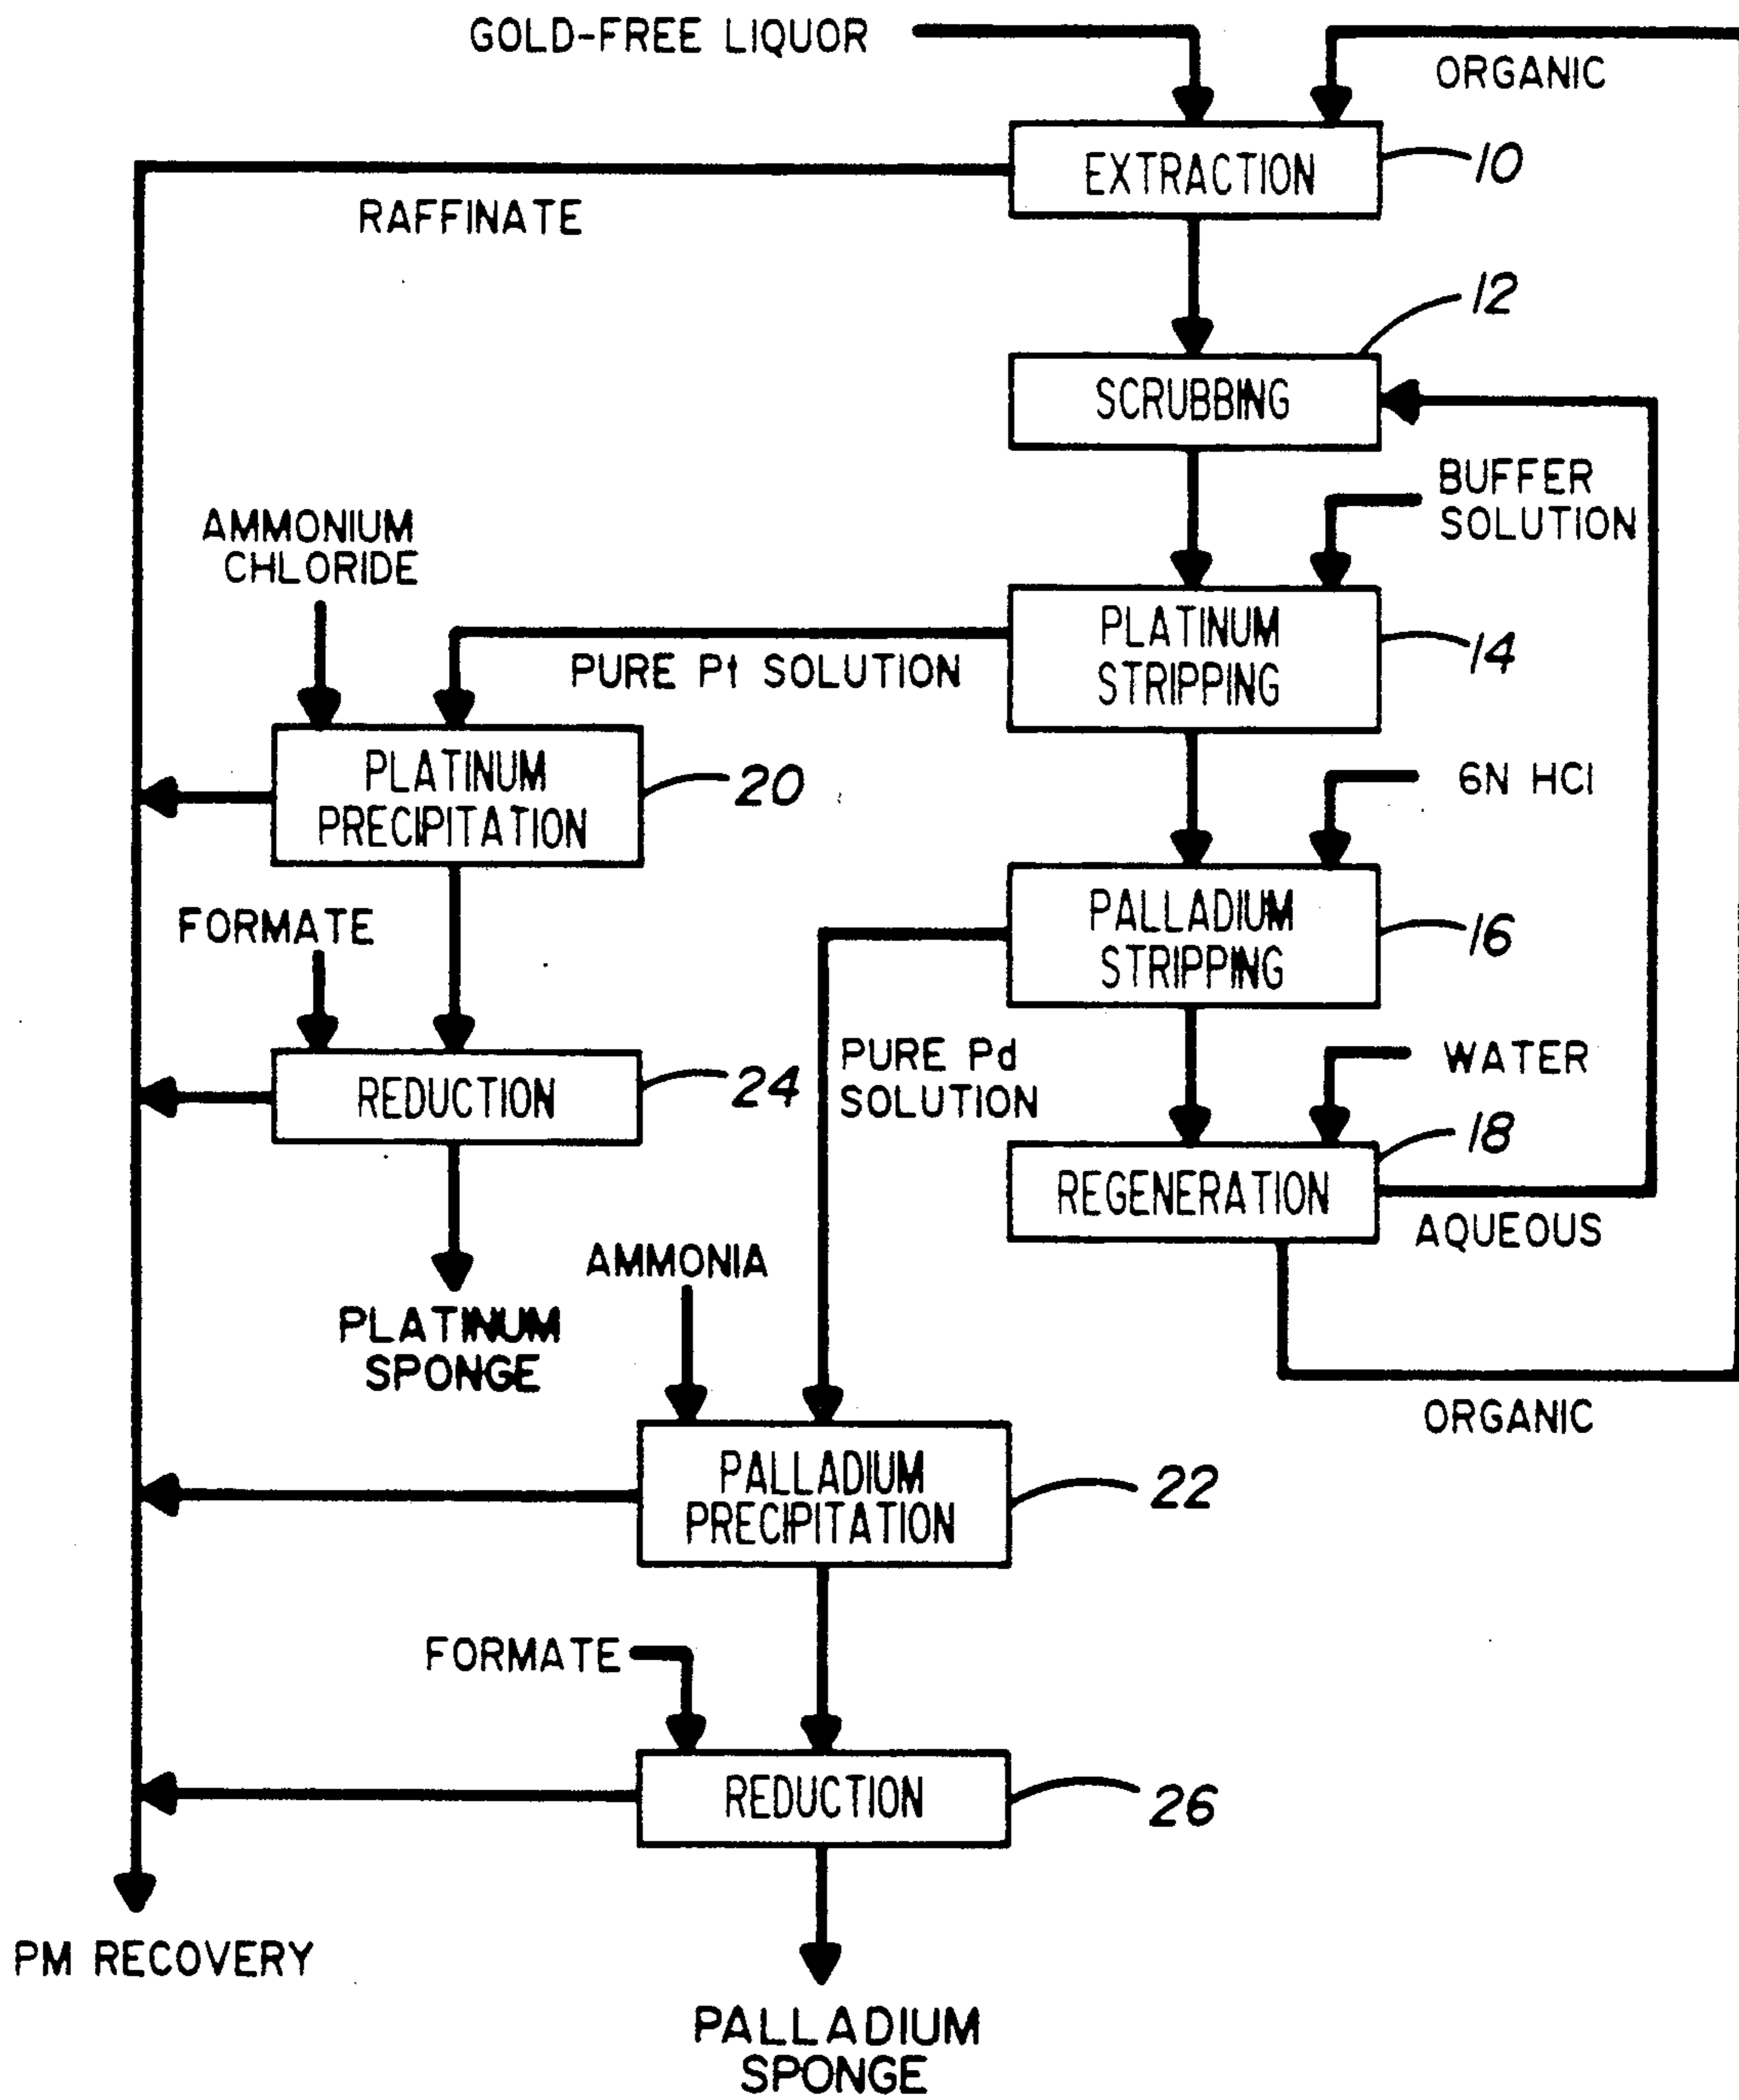 GOLD-FREE LIQUOR
ORGANIC
EXTRACTION
10
RAFFINATE
12
SCRUBBING
BUFFER
SOLUTION
AMMONIUM
CHLORIDE
PLATINUM
STRIPPING
14
PURE Pt SOLUTION
PLATINUM
PRECIPITATION
20
6N HCl
PALLADIUM
STRIPPING
16
FORMATE
REDUCTION
24
PURE Pd
SOLUTION
WATER
18
REGENERATION
AQUEOUS
AMMONIA
PLATINUM
SPONGE
ORGANIC
PALLADIUM
PRECIPITATION
22
FORMATE
REDUCTION
26
PM RECOVERY
PALLADIUM
SPONGE